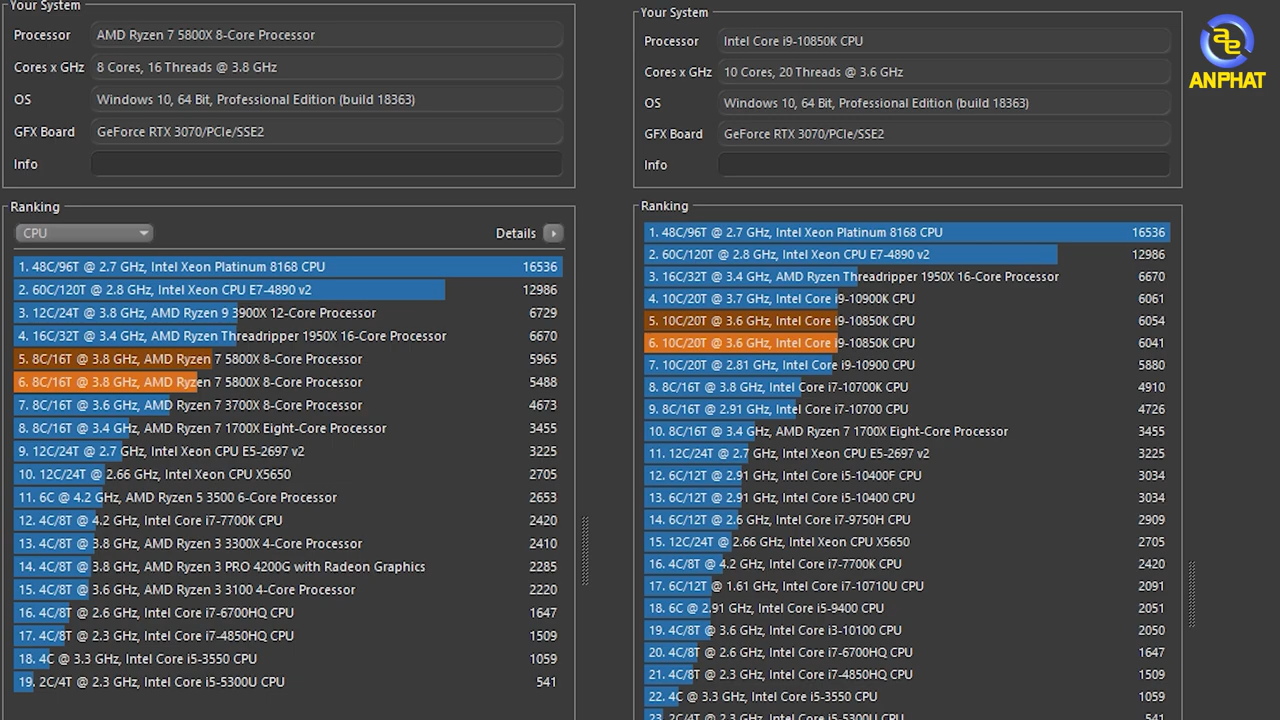 Your System
Processor AMD Ryzen 7 5800X 8-Core Processor
Cores x GHz 8 Cores, 16 Threads @ 3.8 GHz
OS Windows 10, 64 Bit, Professional Edition (build 18363)
GFX Board GeForce RTX 3070/PCIe/SSE2
Info
Ranking
CPU Details
1. 48C/96T @ 2.7 GHz, Intel Xeon Platinum 8168 CPU 16536
2. 60C/120T @ 2.8 GHz, Intel Xeon CPU E7-4890 v2 12986
3. 12C/24T @ 3.8 GHz, AMD Ryzen 9 3900X 12-Core Processor 6729
4. 16C/32T @ 3.4 GHz, AMD Ryzen Threadripper 1950X 16-Core Processor 6670
5. 8C/16T @ 3.8 GHz, AMD Ryzen 7 5800X 8-Core Processor 5965
6. 8C/16T @ 3.8 GHz, AMD Ryzen 7 5800X 8-Core Processor 5488
7. 8C/16T @ 3.6 GHz, AMD Ryzen 7 3700X 8-Core Processor 4673
8. 8C/16T @ 3.4 GHz, AMD Ryzen 7 1700X Eight-Core Processor 3455
9. 12C/24T @ 2.7 GHz, Intel Xeon CPU E5-2697 v2 3225
10. 12C/24T @ 2.66 GHz, Intel Xeon CPU X5650 2705
11. 6C @ 4.2 GHz, AMD Ryzen 5 3500 6-Core Processor 2653
12. 4C/8T @ 4.2 GHz, Intel Core i7-7700K CPU 2420
13. 4C/8T @ 3.8 GHz, AMD Ryzen 3 3300X 4-Core Processor 2410
14. 4C/8T @ 3.8 GHz, AMD Ryzen 3 PRO 4200G with Radeon Graphics 2285
15. 4C/8T @ 3.6 GHz, AMD Ryzen 3 3100 4-Core Processor 2220
16. 4C/8T @ 2.6 GHz, Intel Core i7-6700HQ CPU 1647
17. 4C/8T @ 2.3 GHz, Intel Core i7-4850HQ CPU 1509
18. 4C @ 3.3 GHz, Intel Core i5-3550 CPU 1059
19. 2C/4T @ 2.3 GHz, Intel Core i5-5300U CPU 541
Your System
Processor Intel Core i9-10850K CPU
Cores x GHz 10 Cores, 20 Threads @ 3.6 GHz
OS Windows 10, 64 Bit, Professional Edition (build 18363)
GFX Board GeForce RTX 3070/PCIe/SSE2
Info
Ranking
1. 48C/96T @ 2.7 GHz, Intel Xeon Platinum 8168 CPU 16536
2. 60C/120T @ 2.8 GHz, Intel Xeon CPU E7-4890 v2 12986
3. 16C/32T @ 3.4 GHz, AMD Ryzen Threadripper 1950X 16-Core Processor 6670
4. 10C/20T @ 3.7 GHz, Intel Core i9-10900K CPU 6061
5. 10C/20T @ 3.6 GHz, Intel Core i9-10850K CPU 6054
6. 10C/20T @ 3.6 GHz, Intel Core i9-10850K CPU 6041
7. 10C/20T @ 2.81 GHz, Intel Core i9-10900 CPU 5880
8. 8C/16T @ 3.8 GHz, Intel Core i7-10700K CPU 4910
9. 8C/16T @ 2.91 GHz, Intel Core i7-10700 CPU 4726
10. 8C/16T @ 3.4 GHz, AMD Ryzen 7 1700X Eight-Core Processor 3455
11. 12C/24T @ 2.7 GHz, Intel Xeon CPU E5-2697 v2 3225
12. 6C/12T @ 2.91 GHz, Intel Core i5-10400F CPU 3034
13. 6C/12T @ 2.91 GHz, Intel Core i5-10400 CPU 3034
14. 6C/12T @ 2.6 GHz, Intel Core i7-9750H CPU 2909
15. 12C/24T @ 2.66 GHz, Intel Xeon CPU X5650 2705
16. 4C/8T @ 4.2 GHz, Intel Core i7-7700K CPU 2420
17. 6C/12T @ 1.61 GHz, Intel Core i7-10710U CPU 2091
18. 6C @ 2.91 GHz, Intel Core i5-9400 CPU 2051
19. 4C/8T @ 3.6 GHz, Intel Core i3-10100 CPU 2050
20. 4C/8T @ 2.6 GHz, Intel Core i7-6700HQ CPU 1647
21. 4C/8T @ 2.3 GHz, Intel Core i7-4850HQ CPU 1509
22. 4C @ 3.3 GHz, Intel Core i5-3550 CPU 1059
23. 2C/4T @ 2.3 GHz, Intel Core i5-5300U CPU 541
ae
ANPHAT